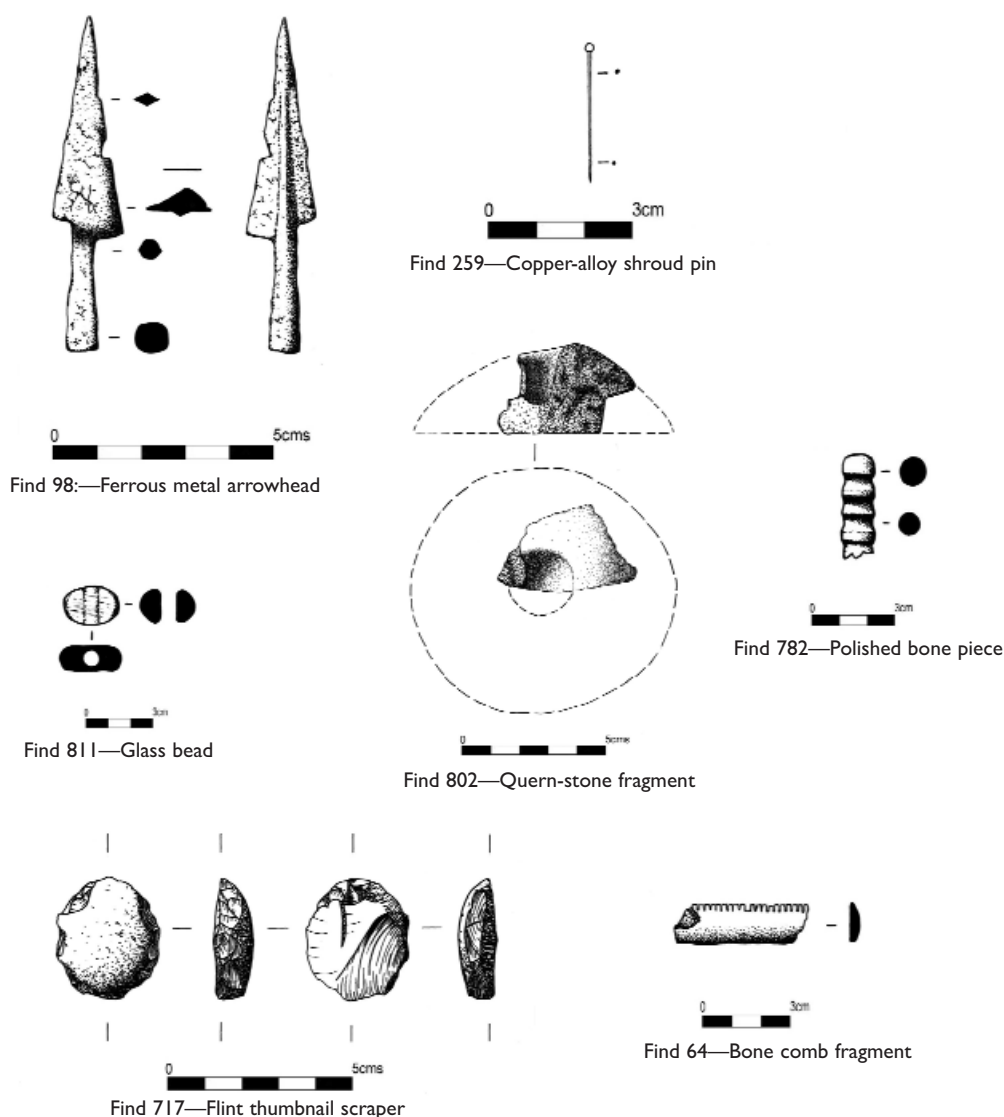 0 3cm
Find 259—Copper-alloy shroud pin
0 5cms
Find 98:—Ferrous metal arrowhead
0 3cm
Find 782—Polished bone piece
0 3cm
Find 811—Glass bead
0 5cms
Find 802—Quern-stone fragment
0 5cms
Find 717—Flint thumbnail scraper
0 3cm
Find 64—Bone comb fragment